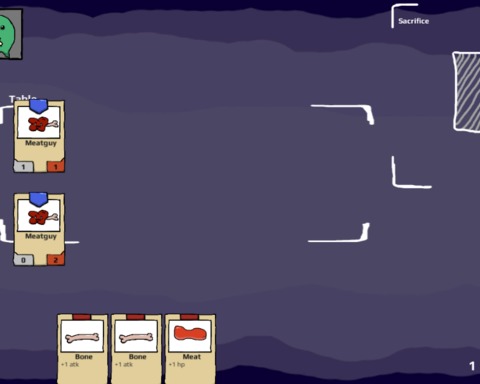 Sacrifice
Table
Meatguy
1 1
Meatguy
0 2
Bone Bone Meat
+1 atk +1 atk +1 hp
1